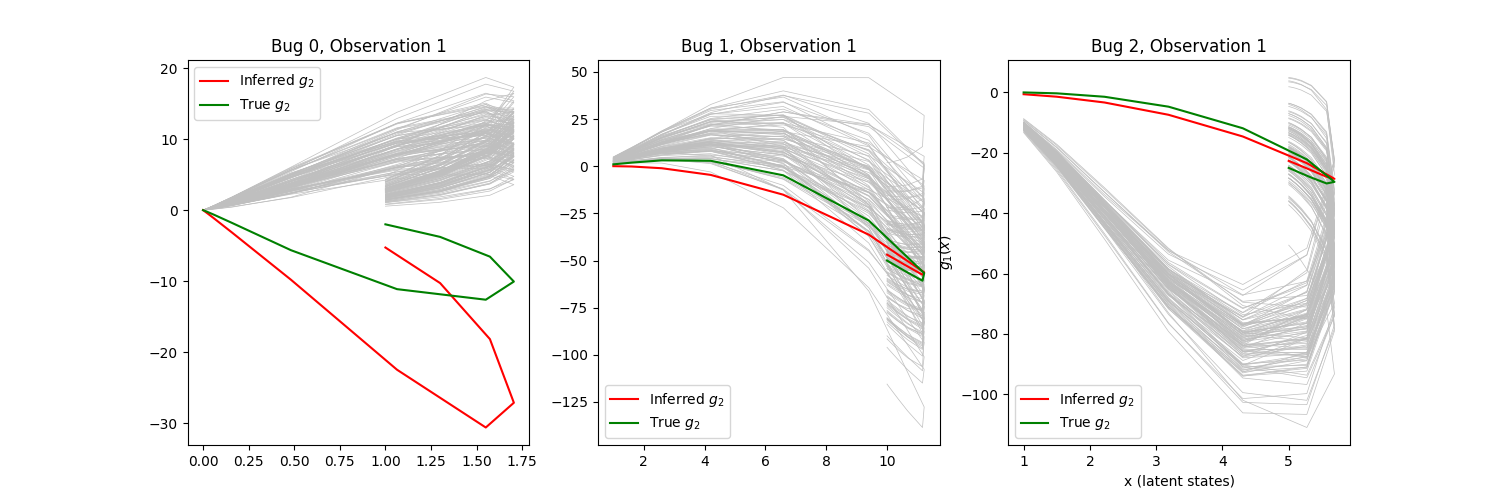 Bug 0, Observation 1
20
10
0
−10
−20
−30
0.00 0.25 0.50 0.75 1.00 1.25 1.50 1.75
Inferred g₂
True g₂
Bug 1, Observation 1
50
25
0
−25
−50
−75
−100
−125
2 4 6 8 10
Inferred g₂
True g₂
Bug 2, Observation 1
g₁(x)
0
−20
−40
−60
−80
−100
1 2 3 4 5
x (latent states)
Inferred g₂
True g₂